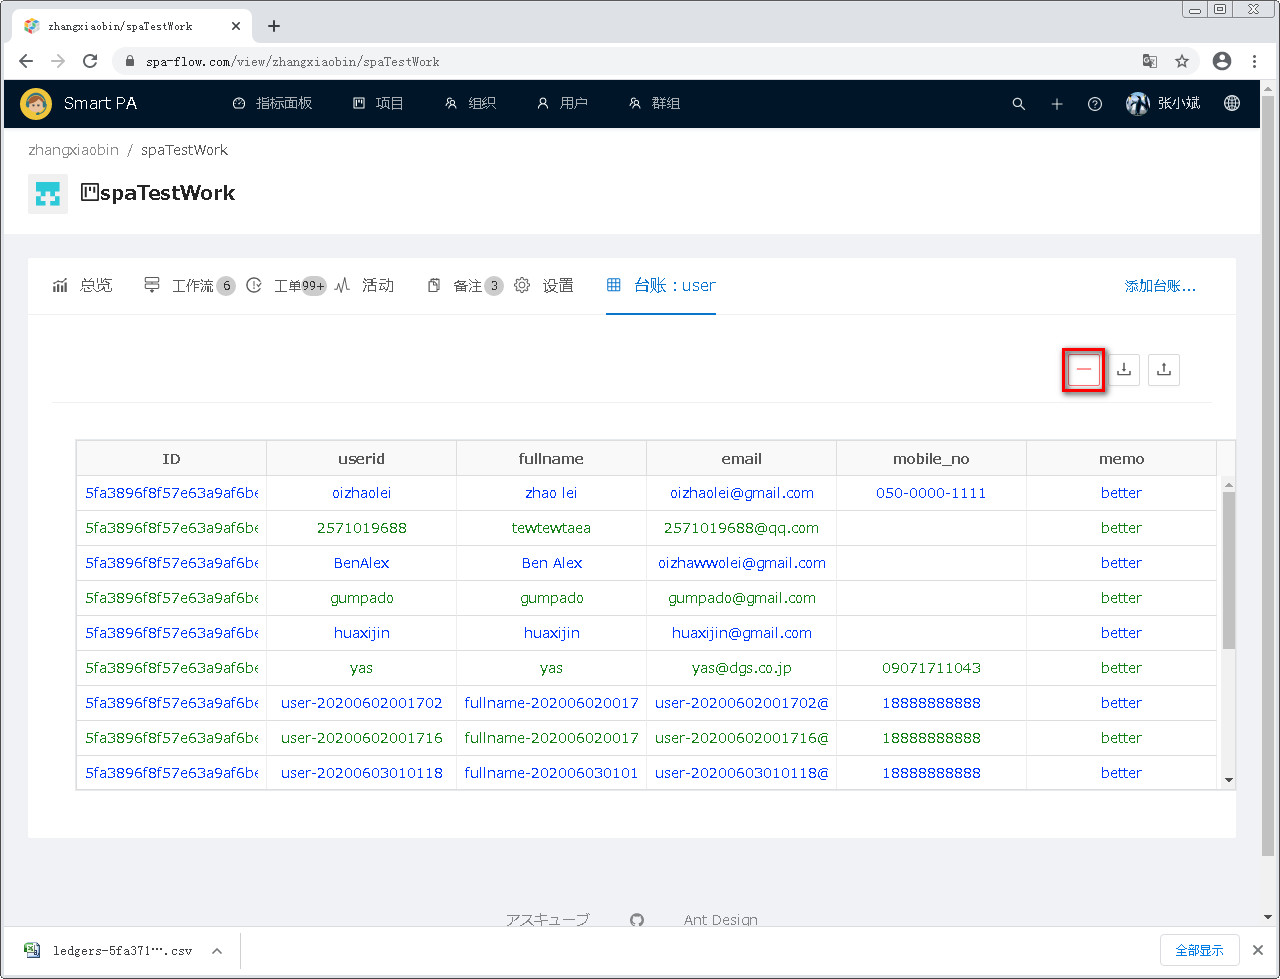 zhangxiaobin/spaTestWork
spa-flow.com/view/zhangxiaobin/spaTestWork
Smart PA 指标面板 项目 组织 用户 群组 张小斌
zhangxiaobin / spaTestWork
spaTestWork
总览 工作流 6 工单 99+ 活动 备注 3 设置 台账：user 添加台账...
ID userid fullname email mobile_no memo
5fa3896f8f57e63a9af6be oizhaolei zhao lei oizhaolei@gmail.com 050-0000-1111 better
5fa3896f8f57e63a9af6be 2571019688 tewtewtaea 2571019688@qq.com better
5fa3896f8f57e63a9af6be BenAlex Ben Alex oizhawwolei@gmail.com better
5fa3896f8f57e63a9af6be gumpado gumpado gumpado@gmail.com better
5fa3896f8f57e63a9af6be huaxijin huaxijin huaxijin@gmail.com better
5fa3896f8f57e63a9af6be yas yas yas@dgs.co.jp 09071711043 better
5fa3896f8f57e63a9af6be user-20200602001702 fullname-202006020017 user-20200602001702@ 18888888888 better
5fa3896f8f57e63a9af6be user-20200602001716 fullname-202006020017 user-20200602001716@ 18888888888 better
5fa3896f8f57e63a9af6be user-20200603010118 fullname-202006030101 user-20200603010118@ 18888888888 better
アスキューブ Ant Design
ledgers-5fa371….csv 全部显示